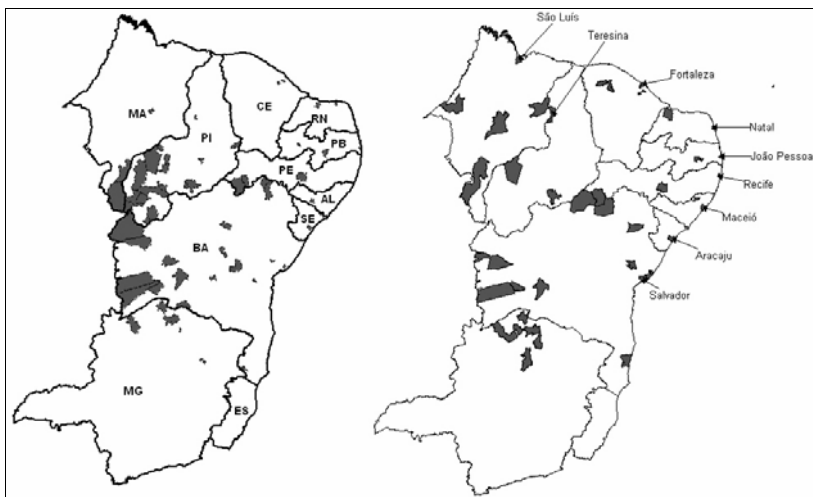 MA
PI
CE
RN
PB
PE
AL
SE
BA
MG
ES
São Luís
Teresina
Fortaleza
Natal
João Pessoa
Recife
Maceió
Aracaju
Salvador